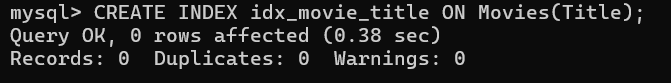 mysql> CREATE INDEX idx_movie_title ON Movies(Title);
Query OK, 0 rows affected (0.38 sec)
Records: 0  Duplicates: 0  Warnings: 0